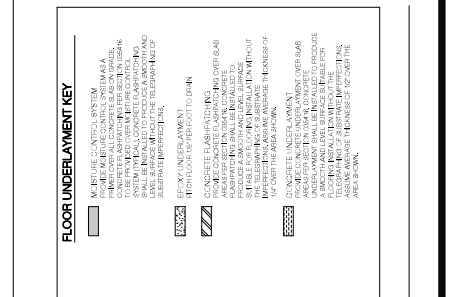 FLOOR UNDERLAYMENT KEY
MOISTURE CONTROL SYSTEM
PROVIDE MOISTURE CONTROL SYSTEM AS A
PRIMER OVER ALL CONCRETE SLAB ON GRADE.
CONCRETE FLASHPATCHING PER SECTION 035416
TO BE PROVIDED OVER MOISTURE CONTROL
SYSTEM (TYPICAL). CONCRETE FLASHPATCHING
SHALL BE INSTALLED TO PRODUCE A SMOOTH AND
LEVEL SURFACE WITHOUT THE TELEGRAPHING OF
SUBSTRATE IMPERFECTIONS.
EPOXY UNDERLAYMENT
PITCH FLOOR 1/8" PER FOOT TO DRAIN
CONCRETE FLASHPATCHING
PROVIDE CONCRETE FLASHPATCHING OVER SLAB
AREAS PER SECTION 035416. CONCRETE
FLASHPATCHING SHALL BE INSTALLED TO
PRODUCE A SMOOTH AND LEVEL SURFACE
SUITABLE FOR FLOORING INSTALLATION WITHOUT
THE TELEGRAPHING OF SUBSTRATE
IMPERFECTIONS. ASSUME AVERAGE THICKNESS OF
1/4" OVER THE AREA SHOWN.
CONCRETE UNDERLAYMENT
PROVIDE CONCRETE UNDERLAYMENT OVER SLAB
AREAS PER SECTION 035416. CONCRETE
UNDERLAYMENT SHALL BE INSTALLED TO PRODUCE
A SMOOTH AND LEVEL SURFACE SUITABLE FOR
FLOORING INSTALLATION WITHOUT THE
TELEGRAPHING OF SUBSTRATE IMPERFECTIONS.
ASSUME AVERAGE THICKNESS OF 1/2" OVER THE
AREA SHOWN.